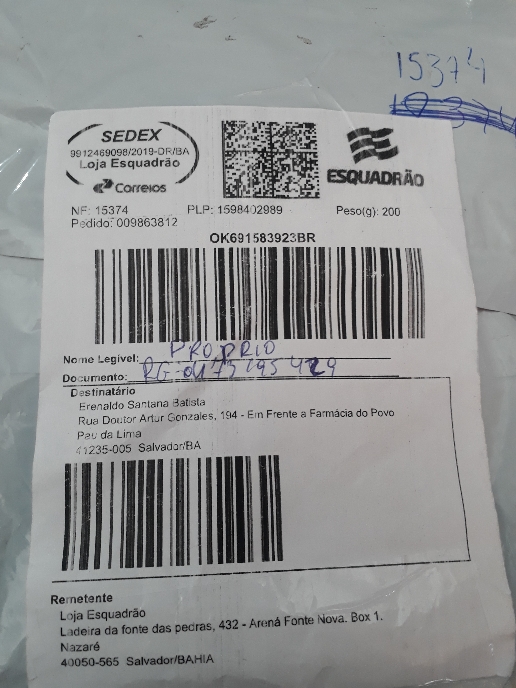 15374
SEDEX
9912469098/2019-DR/BA
Loja Esquadrão
Correios
ESQUADRÃO
NF: 15374 PLP: 1598402989 Peso(g): 200
Pedido: 009863812
OK691583923BR
Nome Legível: PROPRIO
Documento: RG-
Destinatário
Erenaldo Santana Batista
Rua Doutor Artur Gonzales, 194 - Em Frente a Farmácia do Povo
Pau da Lima
41235-005 Salvador/BA
Remetente
Loja Esquadrão
Ladeira da fonte das pedras, 432 - Arená Fonte Nova. Box 1.
Nazaré
40050-565 Salvador/BAHIA